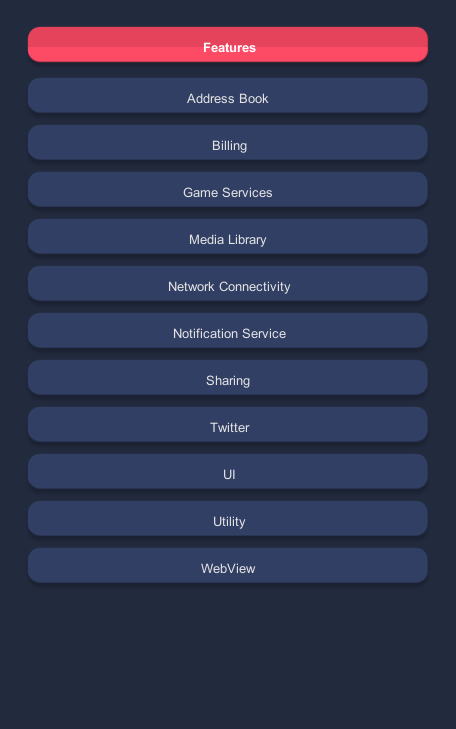 Features
Address Book
Billing
Game Services
Media Library
Network Connectivity
Notification Service
Sharing
Twitter
UI
Utility
WebView